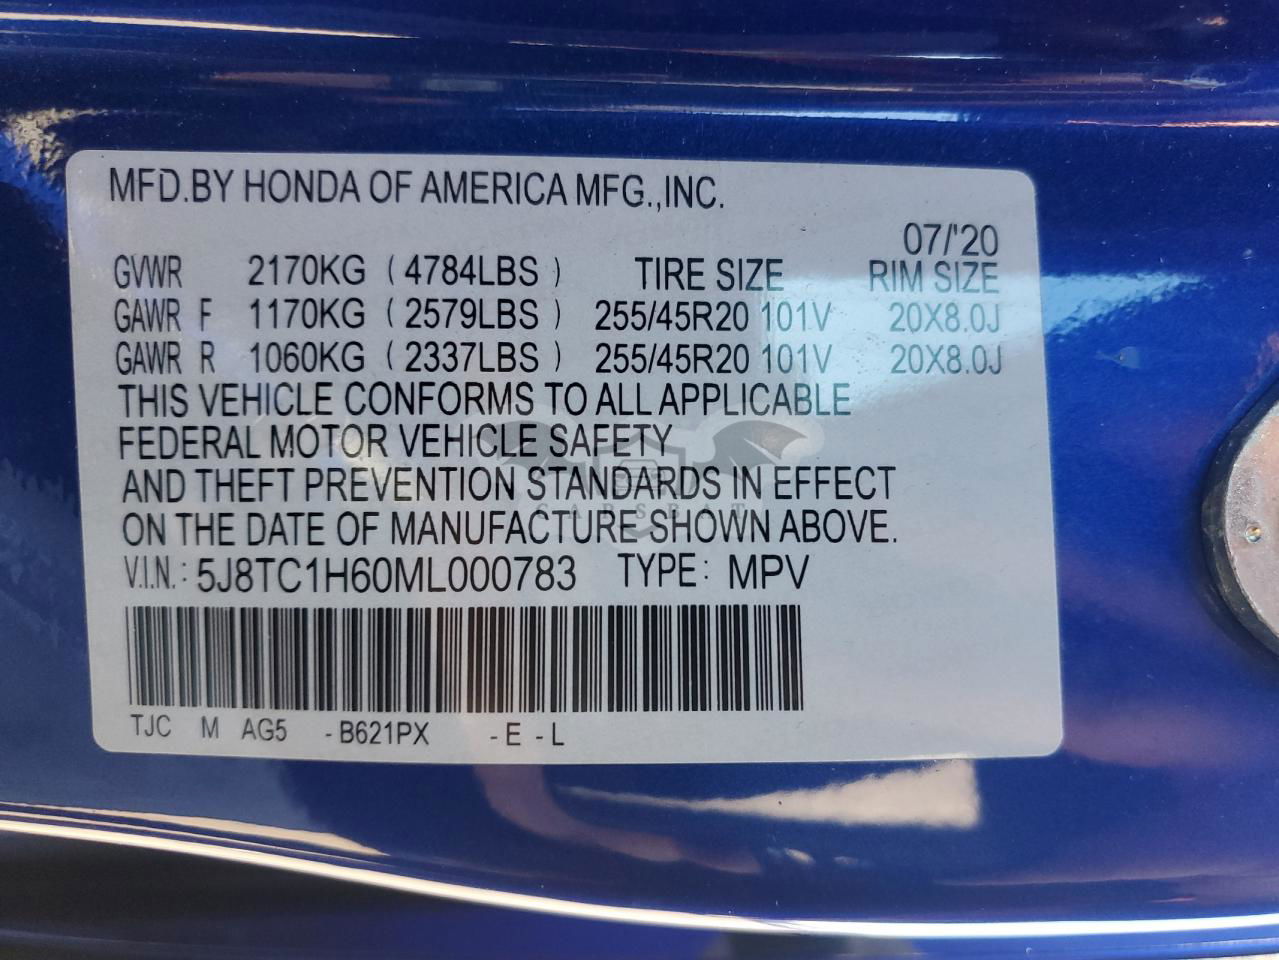 MFD.BY HONDA OF AMERICA MFG.,INC.
07/'20
GVWR 2170KG ( 4784LBS ) TIRE SIZE RIM SIZE
GAWR F 1170KG ( 2579LBS ) 255/45R20 101V 20X8.0J
GAWR R 1060KG ( 2337LBS ) 255/45R20 101V 20X8.0J
THIS VEHICLE CONFORMS TO ALL APPLICABLE
FEDERAL MOTOR VEHICLE SAFETY
AND THEFT PREVENTION STANDARDS IN EFFECT
CARSBAT
ON THE DATE OF MANUFACTURE SHOWN ABOVE.
V.I.N.: 5J8TC1H60ML000783 TYPE: MPV
TJC M AG5 -B621PX -E -L